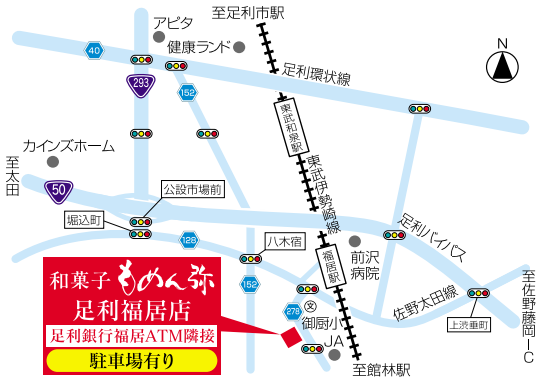 至足利市駅
アピタ
健康ランド
N
40
足利環状線
293
152
東武和泉駅
カインズホーム
至太田
50
東武伊勢崎線
公設市場前
堀込町
128
八木宿
足利バイパス
福居駅
前沢
病院
152
和菓子 もめん弥
足利福居店
足利銀行福居ATM隣接
駐車場有り
278
文
御厨小
JA
佐野太田線
上渋垂町
至佐野藤岡IC
至館林駅